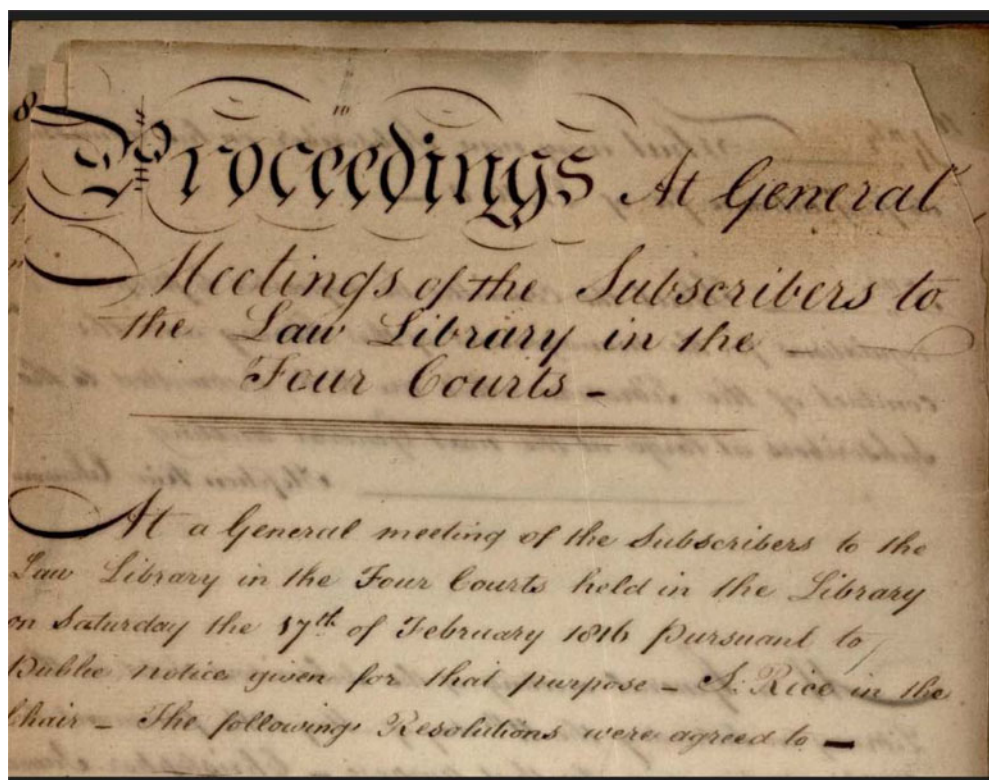 Proceedings At General
Meetings of the Subscribers to
the Law Library in the
Four Courts -
At a General meeting of the Subscribers to the
Law Library in the Four Courts held in the Library
on Saturday the 17th of February 1816 Pursuant to
Public notice given for that purpose - S. Rice in the
Chair - The following Resolutions were agreed to -